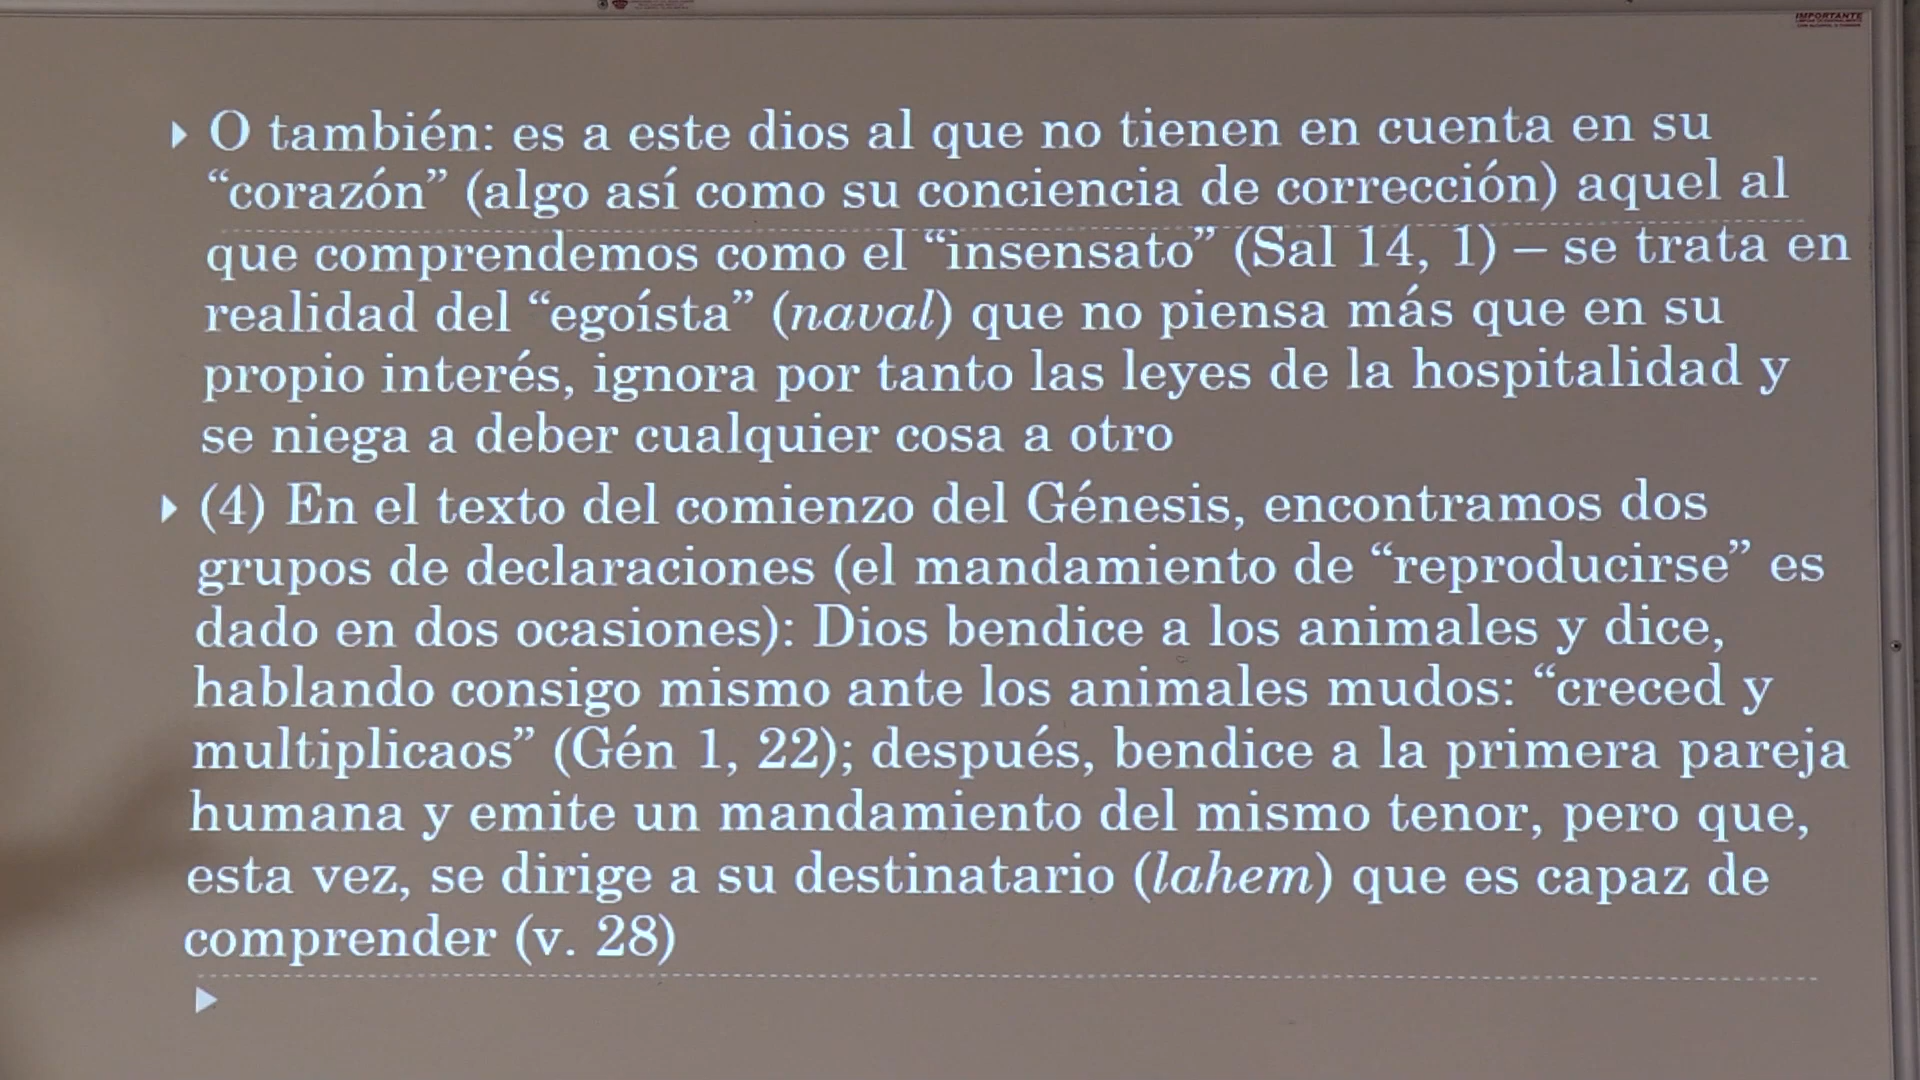 IMPORTANTE
O también: es a este dios al que no tienen en cuenta en su
“corazón” (algo así como su conciencia de corrección) aquel al
que comprendemos como el “insensato” (Sal 14, 1) – se trata en
realidad del “egoísta” (naval) que no piensa más que en su
propio interés, ignora por tanto las leyes de la hospitalidad y
se niega a deber cualquier cosa a otro
(4) En el texto del comienzo del Génesis, encontramos dos
grupos de declaraciones (el mandamiento de “reproducirse” es
dado en dos ocasiones): Dios bendice a los animales y dice,
hablando consigo mismo ante los animales mudos: “creced y
multiplicaos” (Gén 1, 22); después, bendice a la primera pareja
humana y emite un mandamiento del mismo tenor, pero que,
esta vez, se dirige a su destinatario (lahem) que es capaz de
comprender (v. 28)